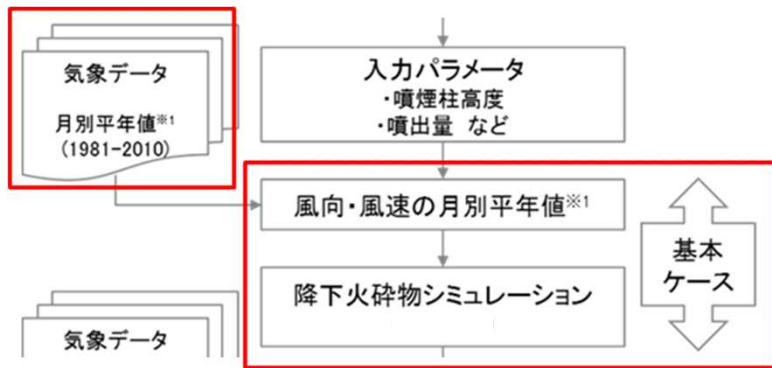 気象データ
月別平年値※1
(1981-2010)
入力パラメータ
・噴煙柱高度
・噴出量 など
風向・風速の月別平年値※1
降下火砕物シミュレーション
基本
ケース
気象データ